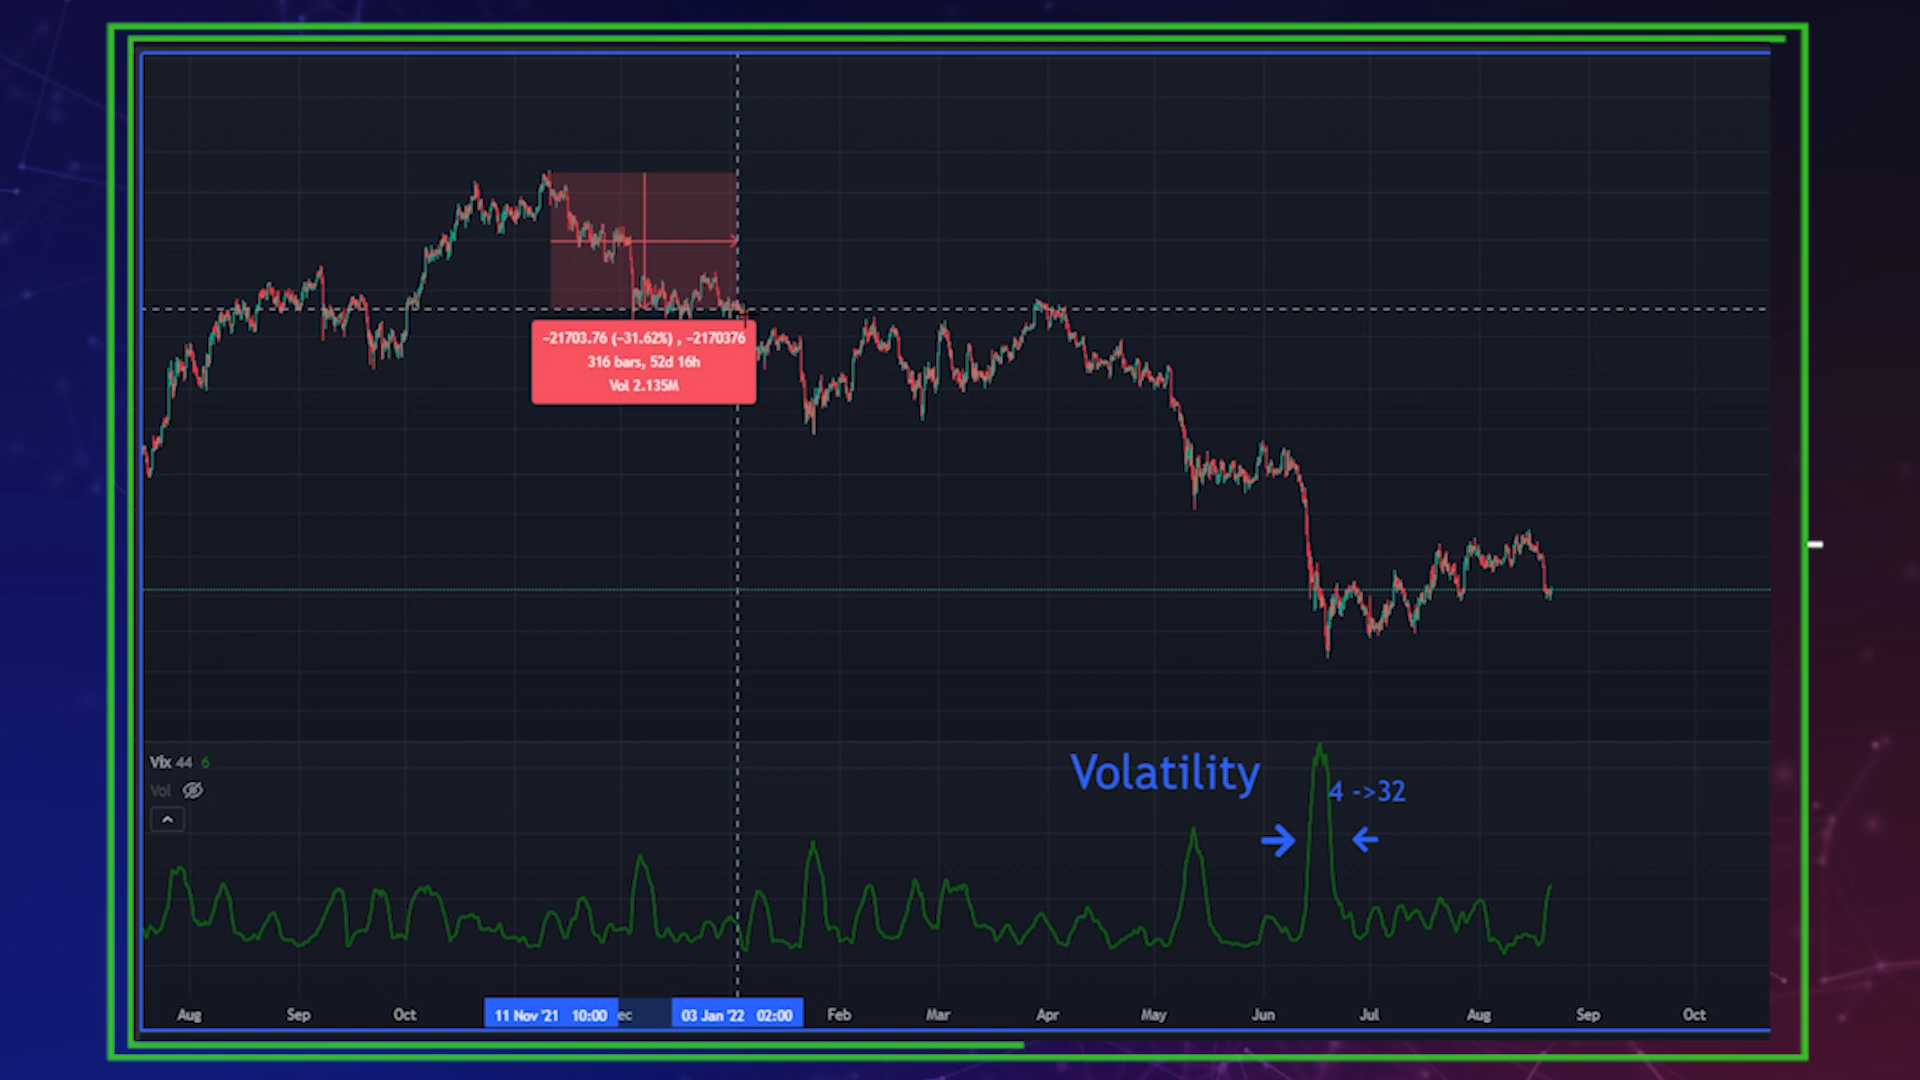 −21703.76 (−31.62%) , −2170376
316 bars, 52d 16h
Vol 2.135M
Vix 44 6
Vol
Volatility
4 ->32
Aug Sep Oct 11 Nov '21 10:00 ec 03 Jan '22 02:00 Feb Mar Apr May Jun Jul Aug Sep Oct